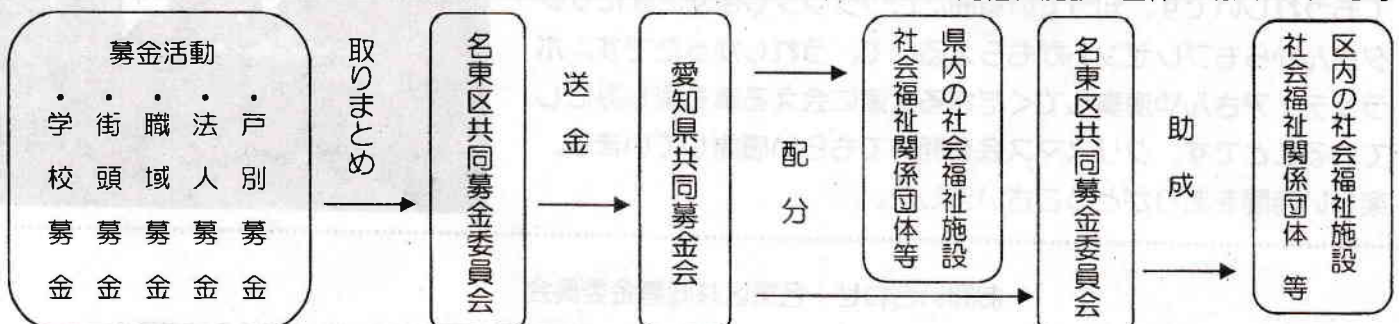 募金活動
・戸別募金
・法人募金
・職域募金
・街頭募金
・学校募金
取りまとめ
名東区共同募金委員会
送金
愛知県共同募金会
配分
県内の社会福祉施設
社会福祉関係団体等
名東区共同募金委員会
助成
区内の社会福祉施設
社会福祉関係団体 等